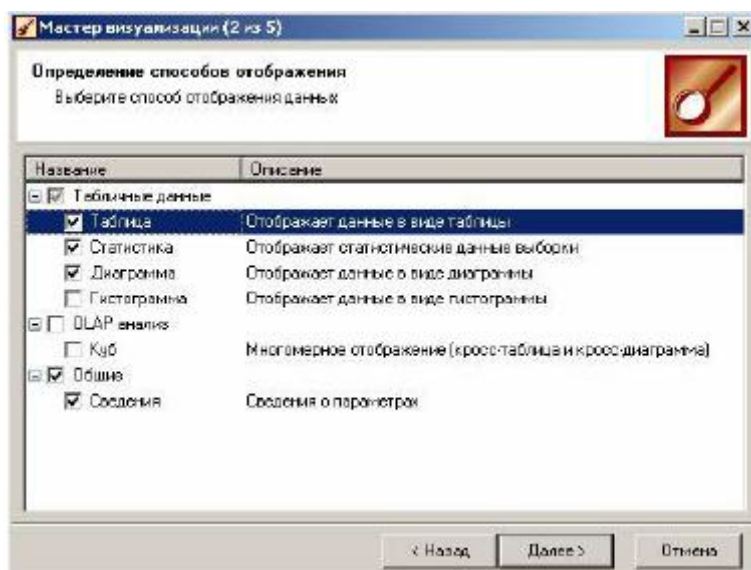 Мастер визуализации (2 из 5)
Определение способов отображения
Выберите способ отображения данных
Название Описание
Табличные данные
Таблица Отображает данные в виде таблицы
Статистика Отображает статистические данные выборки
Диаграмма Отображает данные в виде диаграммы
Гистограмма Отображает данные в виде гистограммы
OLAP анализ
Куб Многомерное отображение (кросс-таблица и кросс-диаграмма)
Общие
Сведения Сведения о параметрах
< Назад Далее > Отмена